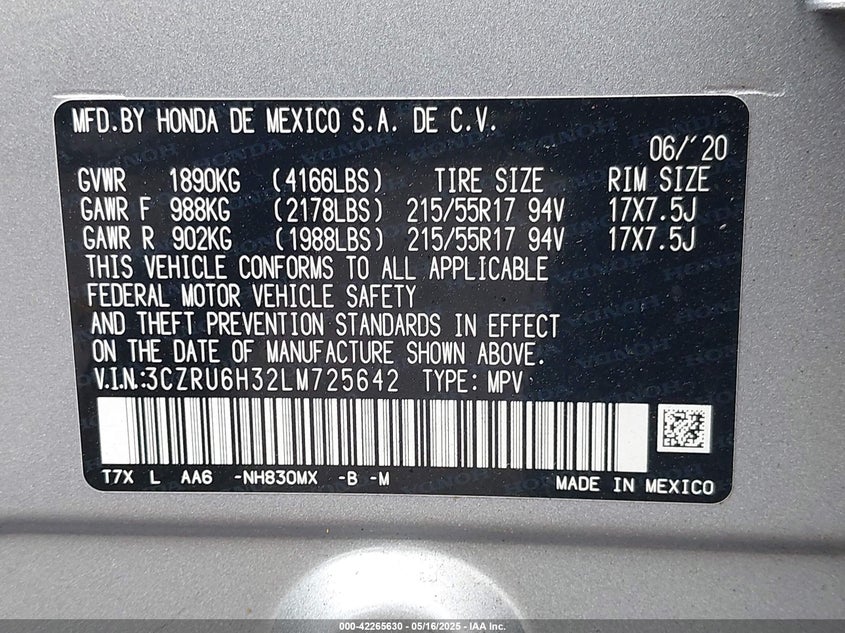 MFD.BY HONDA DE MEXICO S.A. DE C.V.
06/'20
GVWR 1890KG (4166LBS) TIRE SIZE RIM SIZE
GAWR F 988KG (2178LBS) 215/55R17 94V 17X7.5J
GAWR R 902KG (1988LBS) 215/55R17 94V 17X7.5J
THIS VEHICLE CONFORMS TO ALL APPLICABLE
FEDERAL MOTOR VEHICLE SAFETY
AND THEFT PREVENTION STANDARDS IN EFFECT
ON THE DATE OF MANUFACTURE SHOWN ABOVE.
V.I.N.:3CZRU6H32LM725642 TYPE: MPV
T7X L AA6 -NH830MX -B -M
MADE IN MEXICO
000-42265630 - 05/16/2025 - IAA Inc.